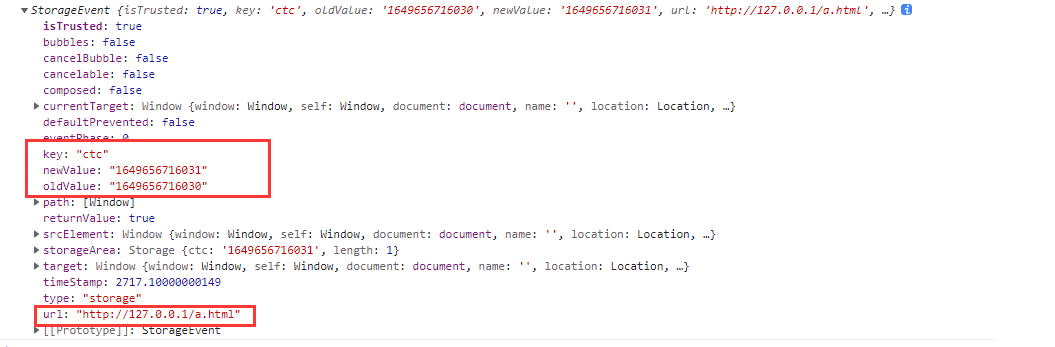 StorageEvent {isTrusted: true, key: 'ctc', oldValue: '1649656716030', newValue: '1649656716031', url: 'http://127.0.0.1/a.html', …}
isTrusted: true
bubbles: false
cancelBubble: false
cancelable: false
composed: false
currentTarget: Window {window: Window, self: Window, document: document, name: '', location: Location, …}
defaultPrevented: false
eventPhase: 0
key: "ctc"
newValue: "1649656716031"
oldValue: "1649656716030"
path: [Window]
returnValue: true
srcElement: Window {window: Window, self: Window, document: document, name: '', location: Location, …}
storageArea: Storage {ctc: '1649656716031', length: 1}
target: Window {window: Window, self: Window, document: document, name: '', location: Location, …}
timeStamp: 2717.10000000149
type: "storage"
url: "http://127.0.0.1/a.html"
[[Prototype]]: StorageEvent